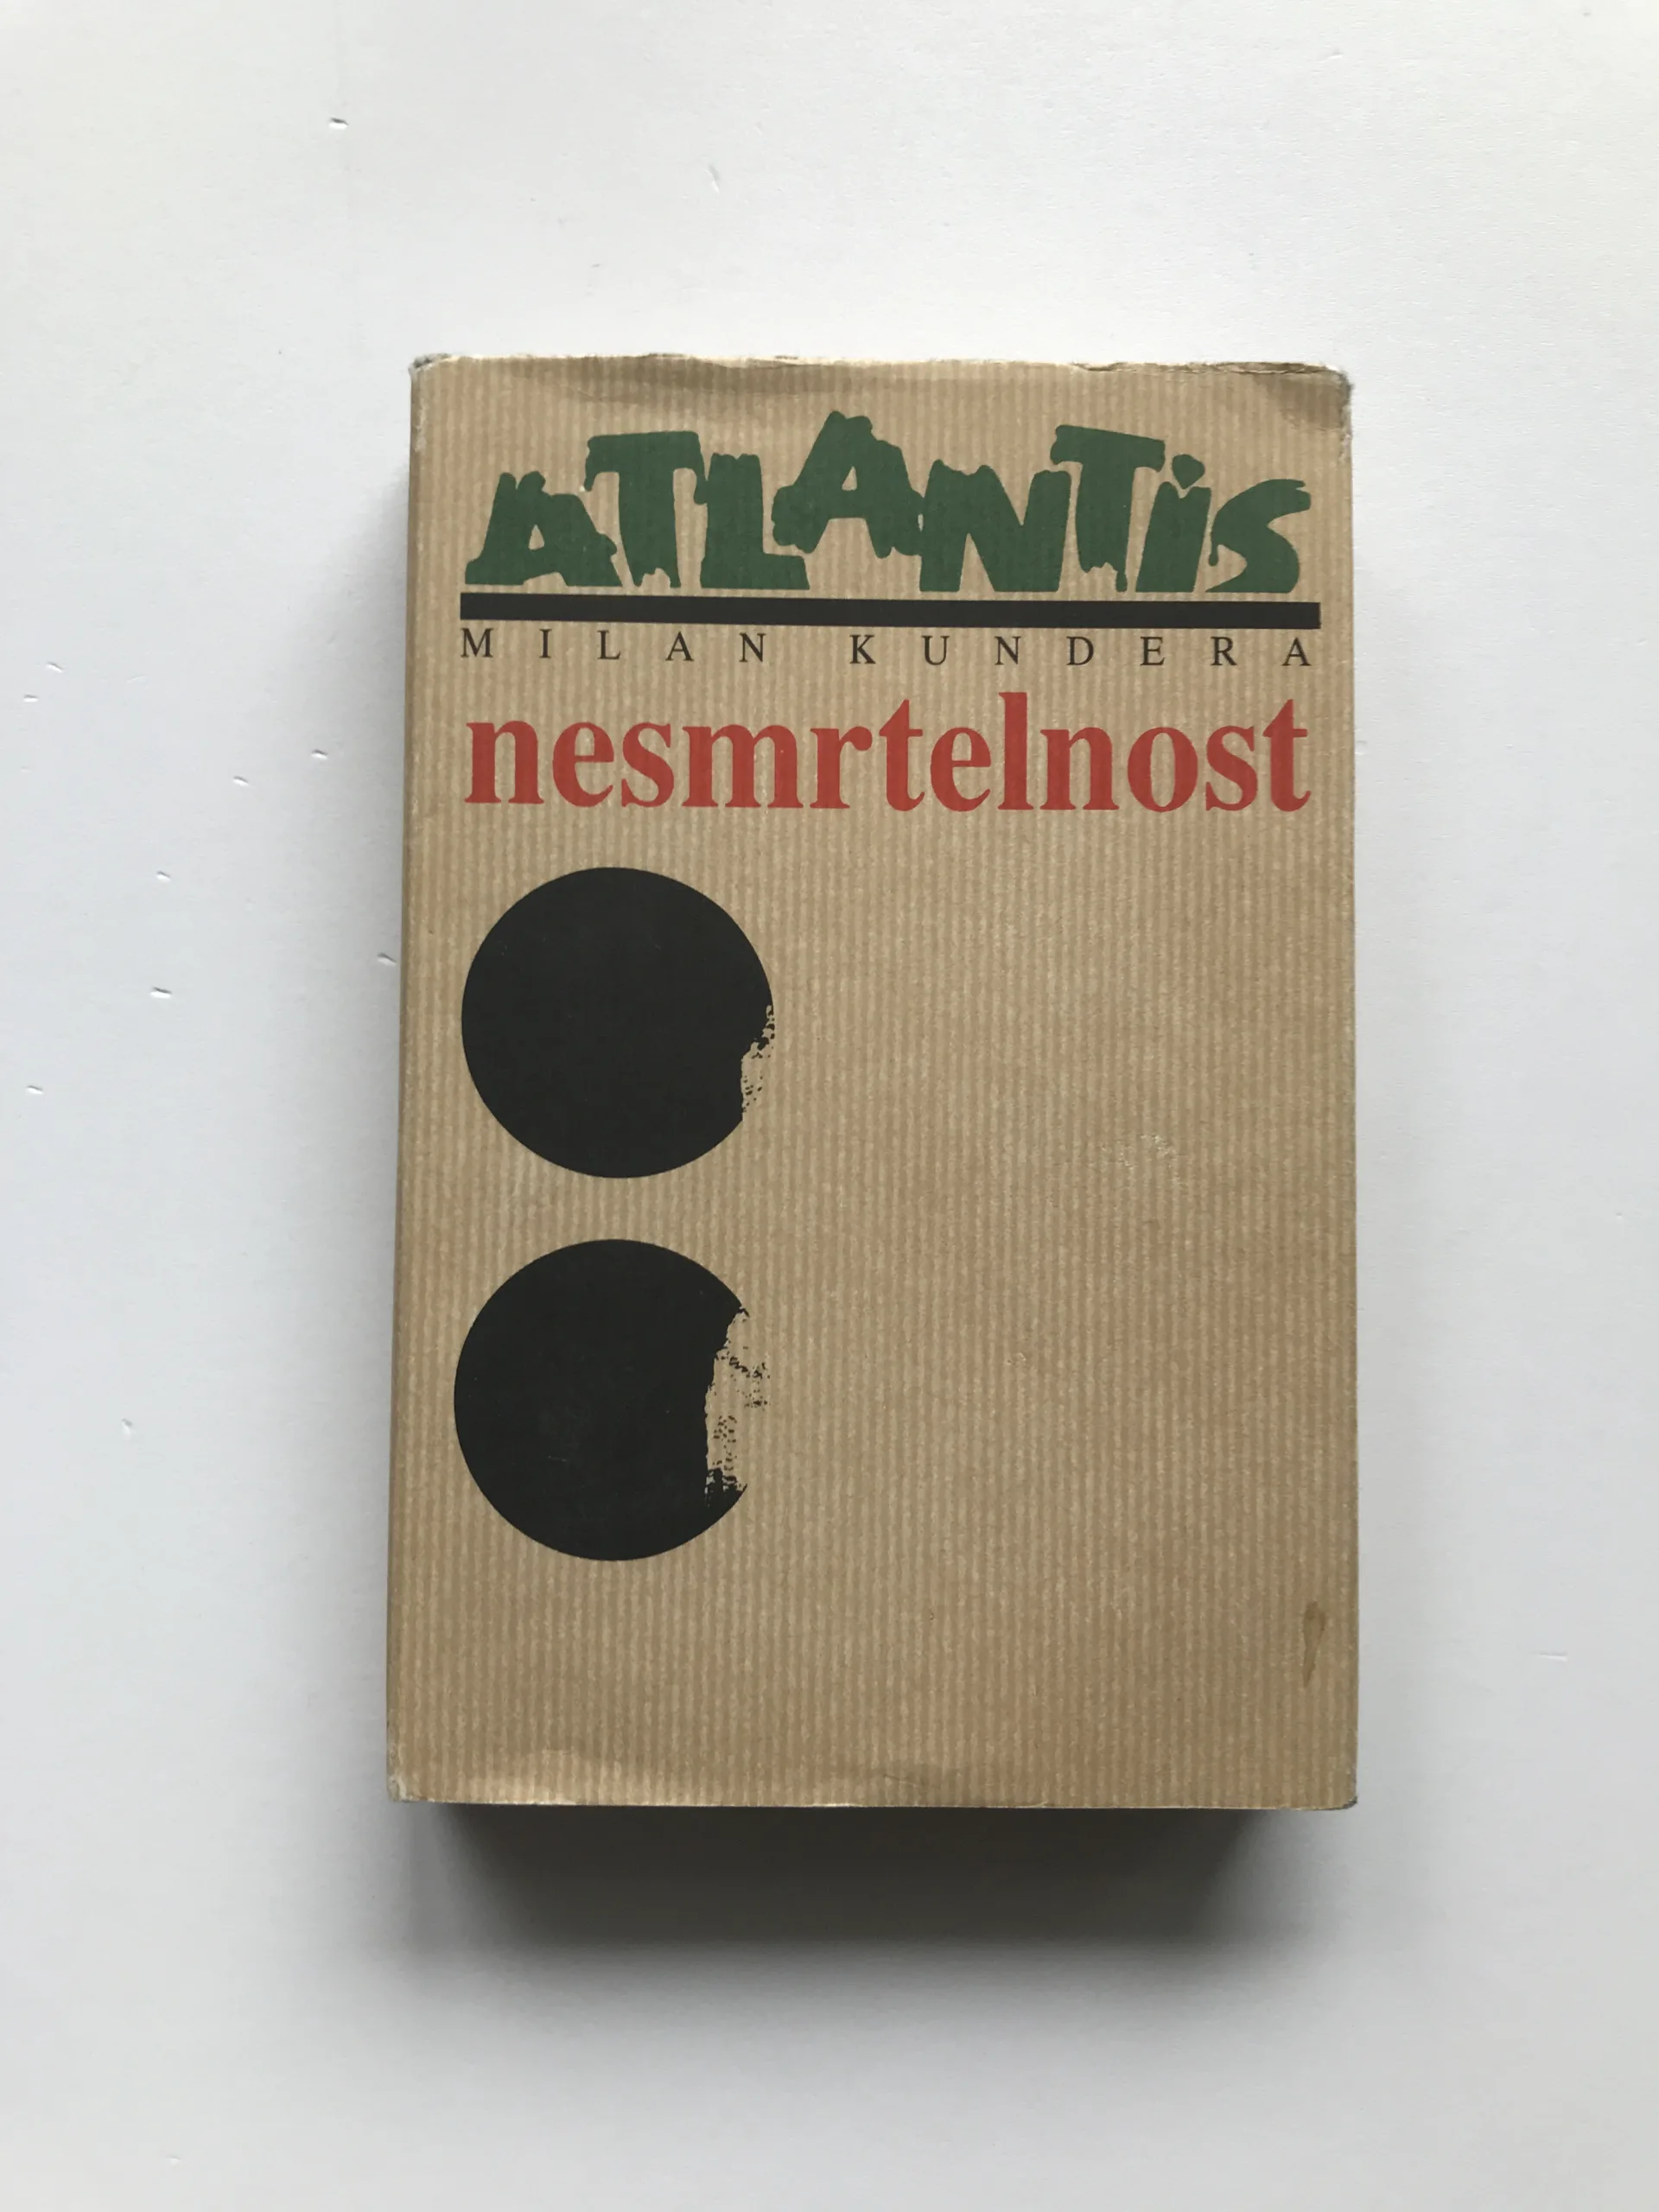 ATLANTiS
MILAN KUNDERA
nesmrtelnost